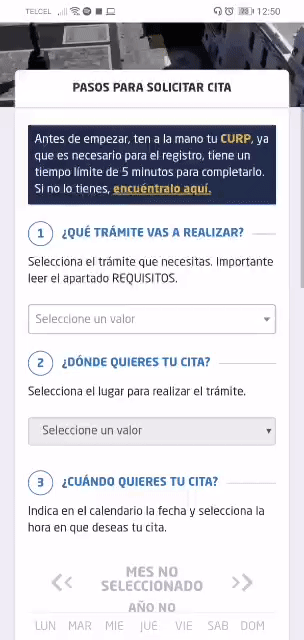 TELCEL 12:50
PASOS PARA SOLICITAR CITA
Antes de empezar, ten a la mano tu CURP, ya
que es necesario para el registro, tiene un
tiempo límite de 5 minutos para completarlo.
Si no lo tienes, encuéntralo aquí.
1 ¿QUÉ TRÁMITE VAS A REALIZAR?
Selecciona el trámite que necesitas. Importante
leer el apartado REQUISITOS.
Seleccione un valor
2 ¿DÓNDE QUIERES TU CITA?
Selecciona el lugar para realizar el trámite.
Seleccione un valor
3 ¿CUÁNDO QUIERES TU CITA?
Indica en el calendario la fecha y selecciona la
hora en que deseas tu cita.
MES NO
SELECCIONADO
AÑO NO
LUN MAR MIE JUE VIE SAB DOM